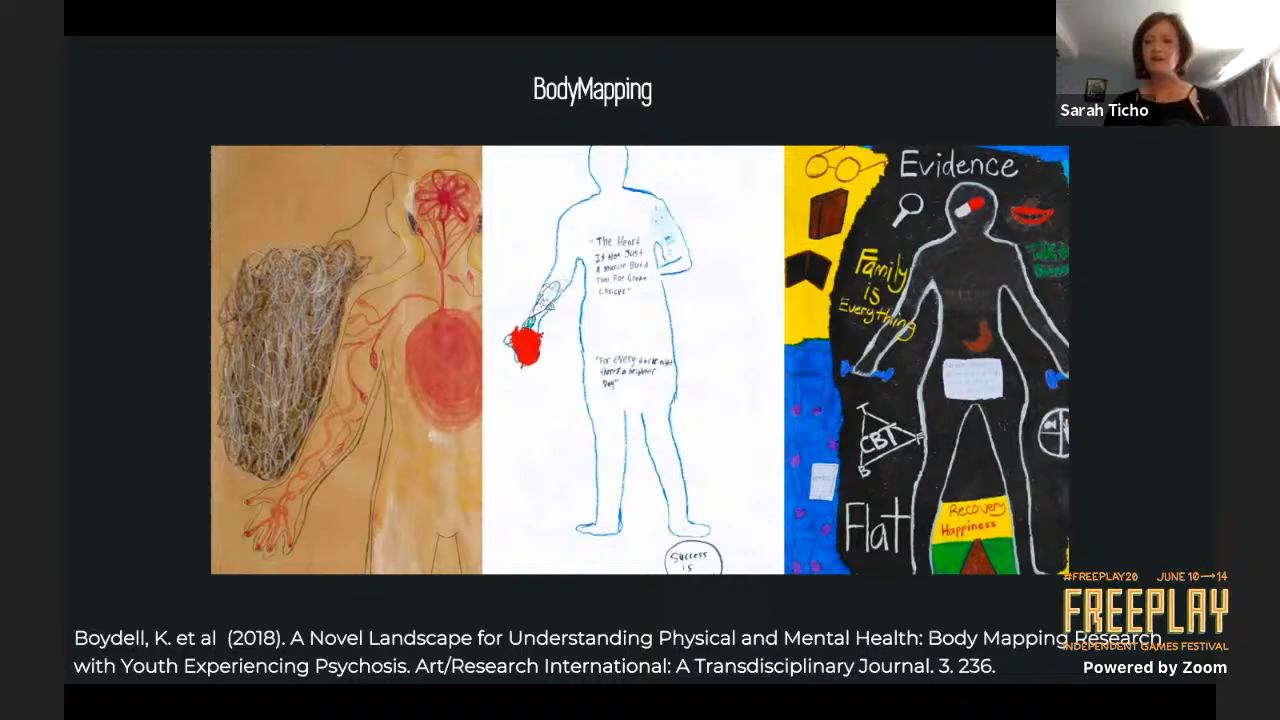 BodyMapping
Sarah Ticho
"The Heart
Is Not Just
A Muscle But A
Tool For Great
Choices"
"For every dark night
there's a brighter
Day"
Success
is
Evidence
Family
is
Everything
CBT
B
Flat
Recovery
Happiness
#FREEPLAY20 JUNE 10→14
FREEPLAY
INDEPENDENT GAMES FESTIVAL
Powered by Zoom
Boydell, K. et al (2018). A Novel Landscape for Understanding Physical and Mental Health: Body Mapping Research
with Youth Experiencing Psychosis. Art/Research International: A Transdisciplinary Journal. 3. 236.